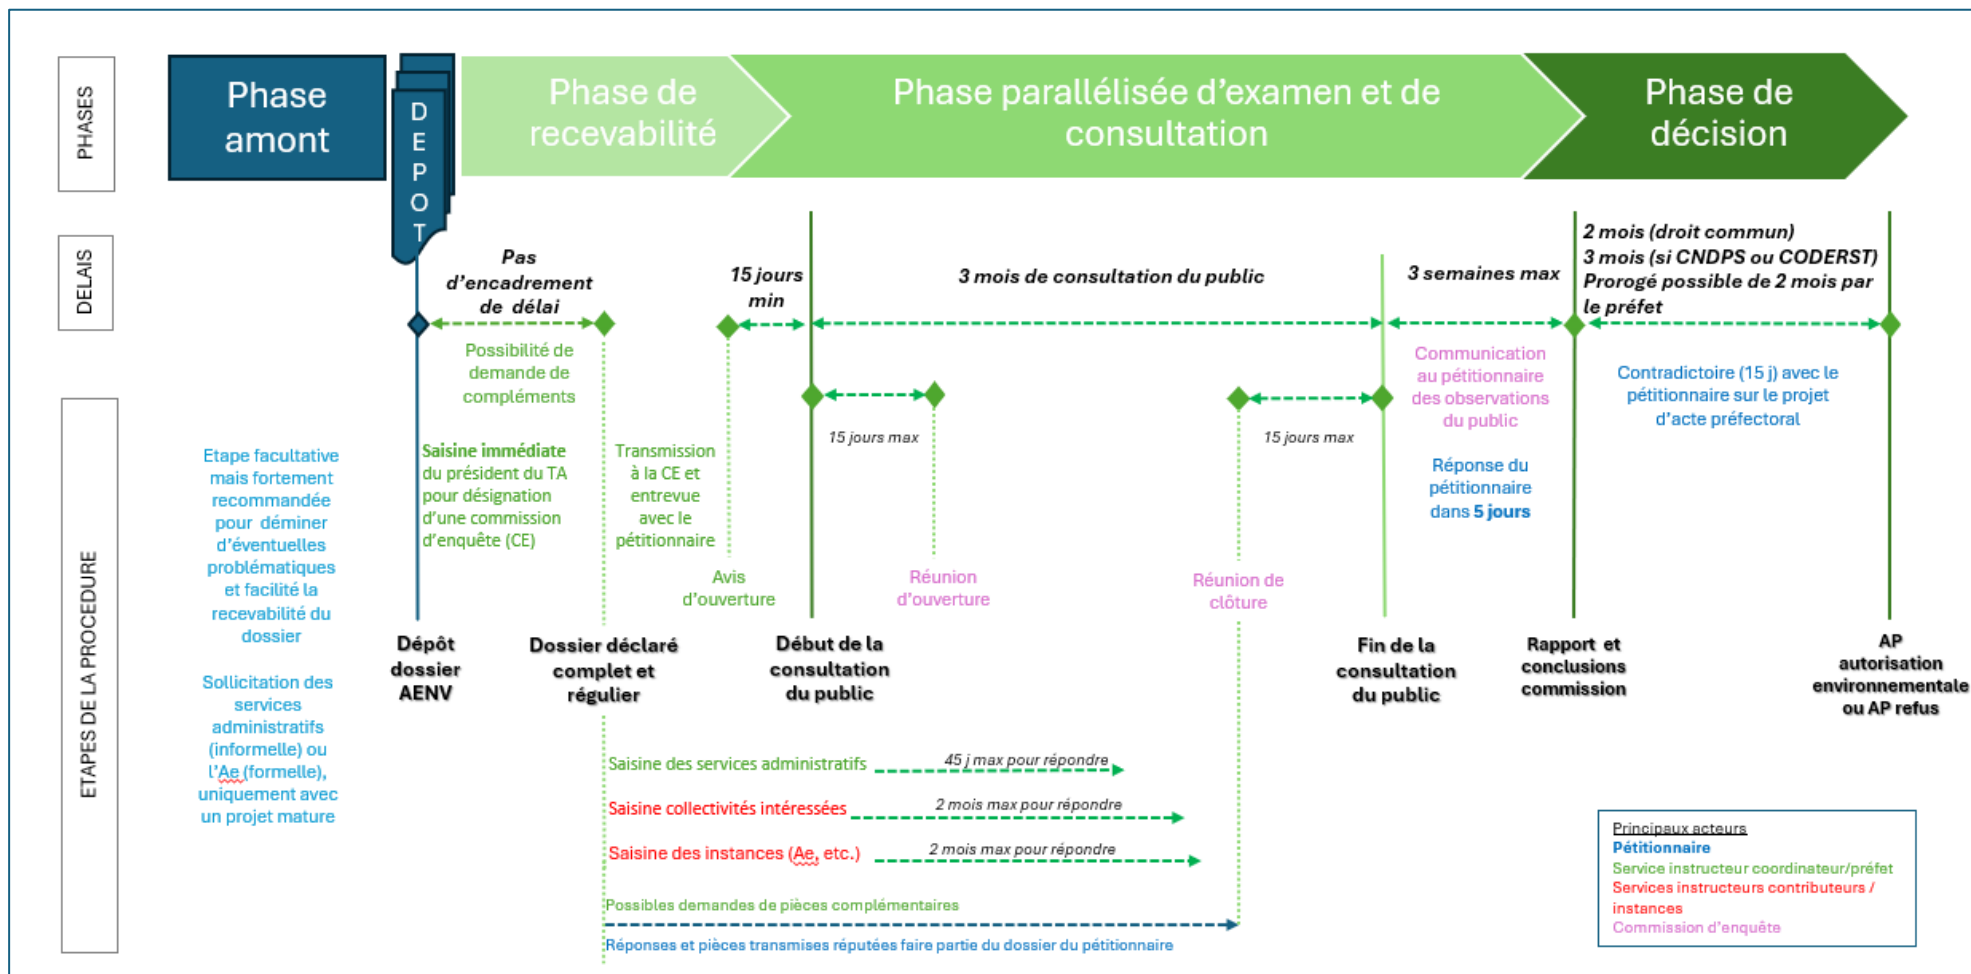 PHASES
Phase
amont
DEPOT
Phase de
recevabilité
Phase parallélisée d'examen et de
consultation
Phase de
décision
DELAIS
Pas
d'encadrement
de délai
15 jours
min
3 mois de consultation du public
3 semaines max
2 mois (droit commun)
3 mois (si CNDPS ou CODERST)
Prorogé possible de 2 mois par
le préfet
ETAPES DE LA PROCEDURE
Etape facultative
mais fortement
recommandée
pour déminer
d'éventuelles
problématiques
et facilité la
recevabilité du
dossier
Sollicitation des
services
administratifs
(informelle) ou
l'Ae (formelle),
uniquement avec
un projet mature
Possibilité de
demande de
compléments
Saisine immédiate
du président du TA
pour désignation
d'une commission
d'enquête (CE)
Transmission
à la CE et
entrevue
avec le
pétitionnaire
Avis
d'ouverture
15 jours max
Réunion
d'ouverture
15 jours max
Réunion de
clôture
Communication
au pétitionnaire
des observations
du public
Réponse du
pétitionnaire
dans 5 jours
Contradictoire (15 j) avec le
pétitionnaire sur le projet
d'acte préfectoral
Dépôt
dossier
AENV
Dossier déclaré
complet et
régulier
Début de la
consultation
du public
Fin de la
consultation
du public
Rapport et
conclusions
commission
AP
autorisation
environnementale
ou AP refus
Saisine des services administratifs
45 j max pour répondre
Saisine collectivités intéressées
2 mois max pour répondre
Saisine des instances (Ae, etc.)
2 mois max pour répondre
Possibles demandes de pièces complémentaires
Réponses et pièces transmises réputées faire partie du dossier du pétitionnaire
Principaux acteurs
Pétitionnaire
Service instructeur coordinateur/préfet
Services instructeurs contributeurs /
instances
Commission d'enquête